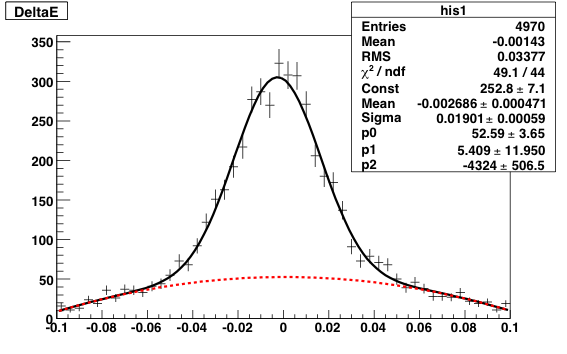 DeltaE
his1
Entries 4970
Mean -0.00143
RMS 0.03377
χ² / ndf 49.1 / 44
Const 252.8 ± 7.1
Mean -0.002686 ± 0.000471
Sigma 0.01901 ± 0.00059
p0 52.59 ± 3.65
p1 5.409 ± 11.950
p2 -4324 ± 506.5
350
300
250
200
150
100
50
0
-0.1 -0.08 -0.06 -0.04 -0.02 0 0.02 0.04 0.06 0.08 0.1